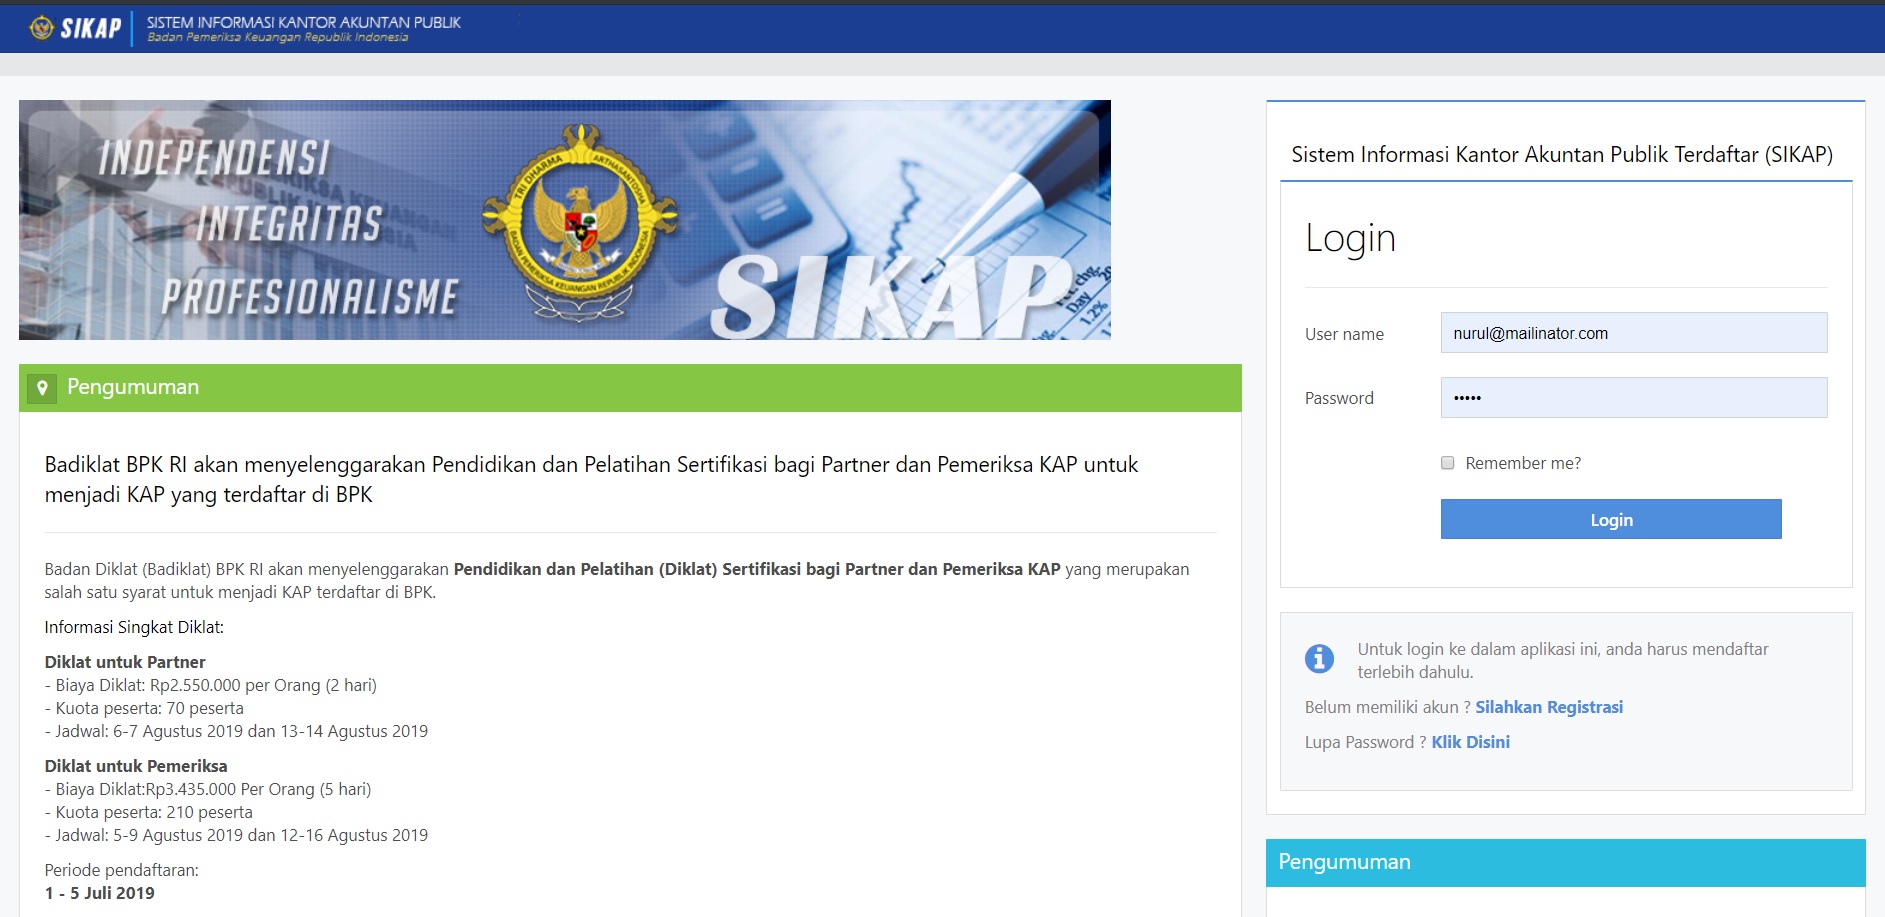 SIKAP
SISTEM INFORMASI KANTOR AKUNTAN PUBLIK
Badan Pemeriksa Keuangan Republik Indonesia
INDEPENDENSI
INTEGRITAS
PROFESIONALISME
TRI DHARMA ARTHASANTOSHA
BADAN PEMERIKSA KEUANGAN REPUBLIK INDONESIA
SIKAP
Day
1.2%
Pengumuman
Badiklat BPK RI akan menyelenggarakan Pendidikan dan Pelatihan Sertifikasi bagi Partner dan Pemeriksa KAP untuk
menjadi KAP yang terdaftar di BPK
Badan Diklat (Badiklat) BPK RI akan menyelenggarakan Pendidikan dan Pelatihan (Diklat) Sertifikasi bagi Partner dan Pemeriksa KAP yang merupakan
salah satu syarat untuk menjadi KAP terdaftar di BPK.
Informasi Singkat Diklat:
Diklat untuk Partner
- Biaya Diklat: Rp2.550.000 per Orang (2 hari)
- Kuota peserta: 70 peserta
- Jadwal: 6-7 Agustus 2019 dan 13-14 Agustus 2019
Diklat untuk Pemeriksa
- Biaya Diklat:Rp3.435.000 Per Orang (5 hari)
- Kuota peserta: 210 peserta
- Jadwal: 5-9 Agustus 2019 dan 12-16 Agustus 2019
Periode pendaftaran:
1 - 5 Juli 2019
Sistem Informasi Kantor Akuntan Publik Terdaftar (SIKAP)
Login
User name
nurul@mailinator.com
Password
•••••
Remember me?
Login
Untuk login ke dalam aplikasi ini, anda harus mendaftar
terlebih dahulu.
Belum memiliki akun ? Silahkan Registrasi
Lupa Password ? Klik Disini
Pengumuman